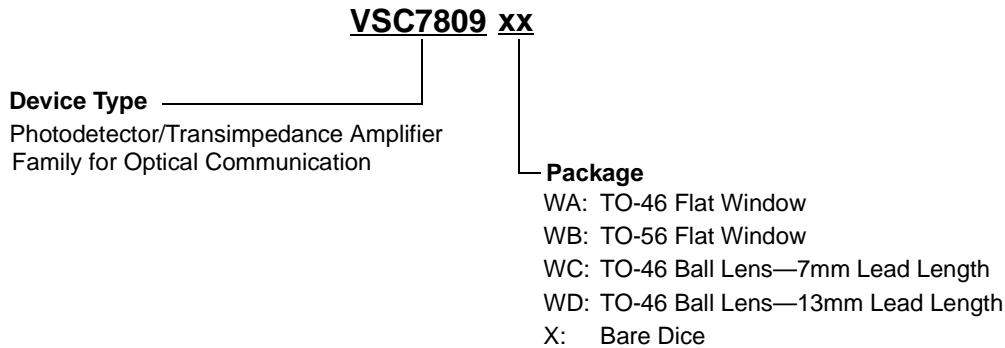 VSC7809 xx
Device Type
Photodetector/Transimpedance Amplifier
Family for Optical Communication
Package
WA: TO-46 Flat Window
WB: TO-56 Flat Window
WC: TO-46 Ball Lens—7mm Lead Length
WD: TO-46 Ball Lens—13mm Lead Length
X: Bare Dice